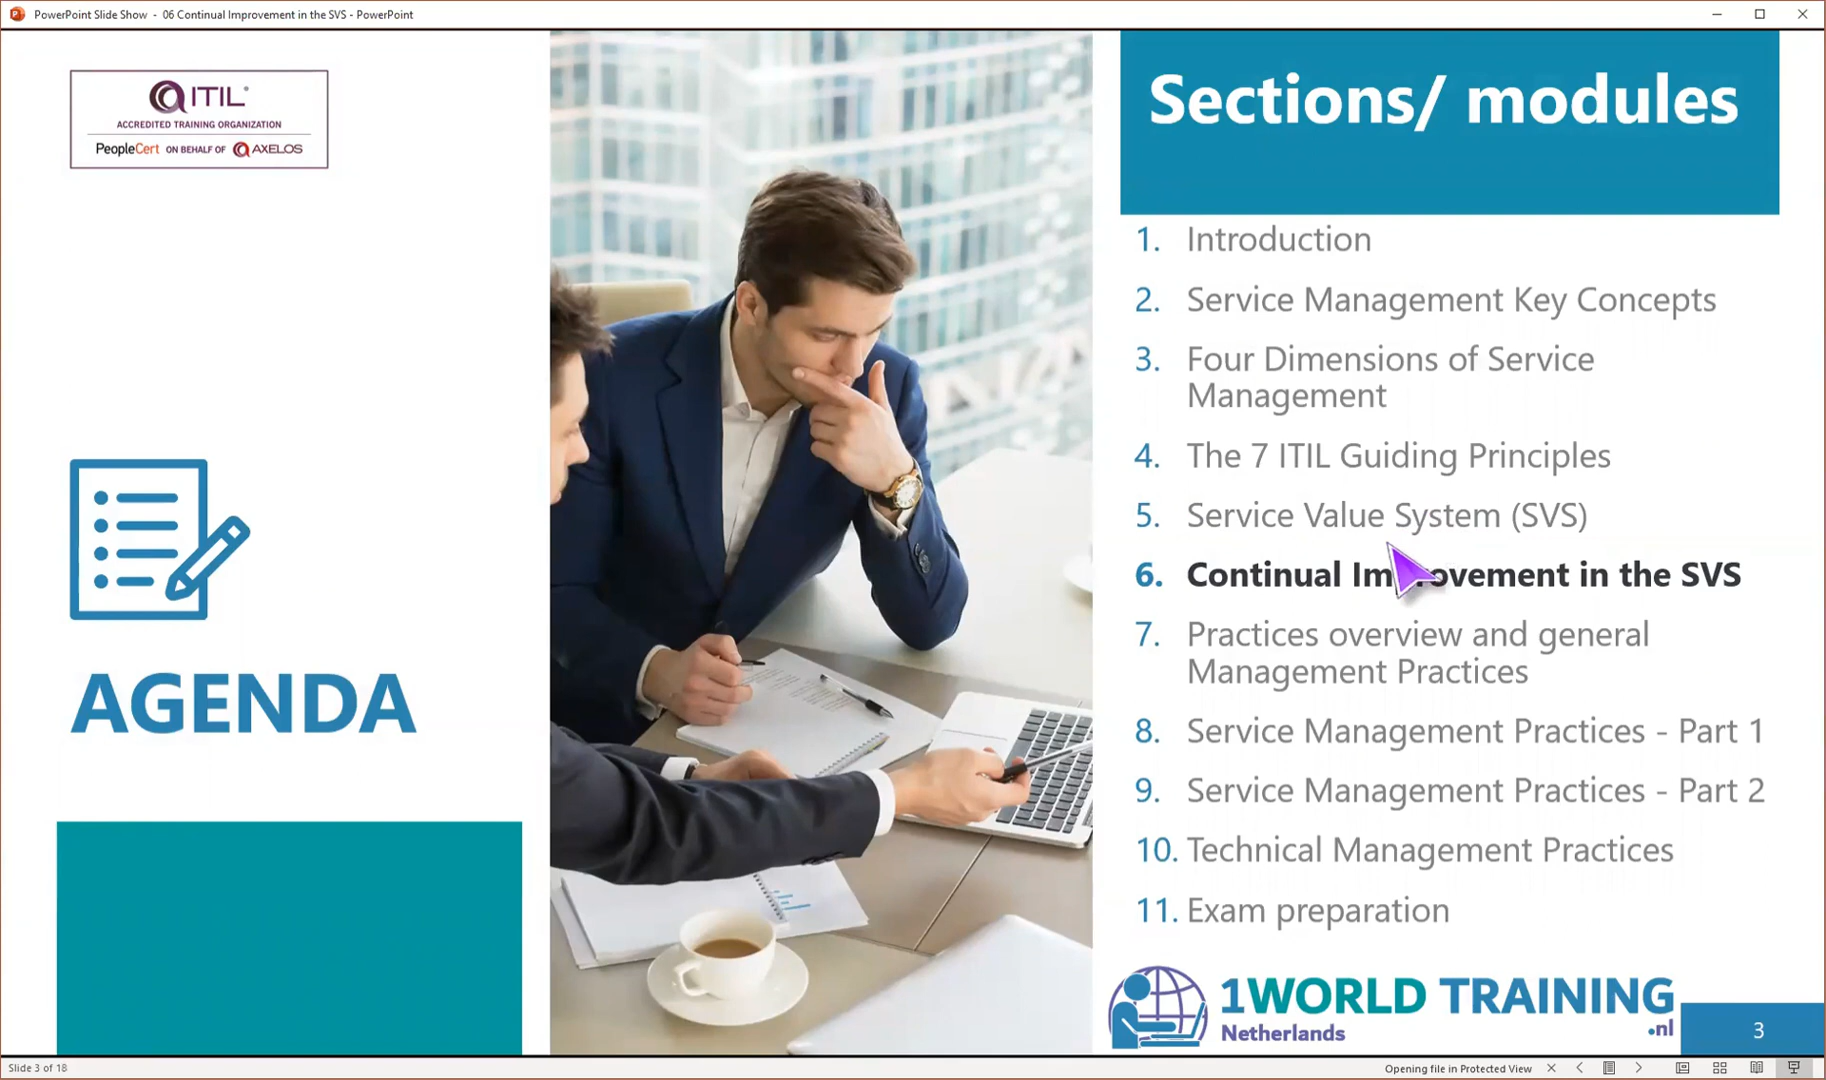 PowerPoint Slide Show - 06 Continual Improvement in the SVS - PowerPoint
ITIL®
ACCREDITED TRAINING ORGANIZATION
PeopleCert ON BEHALF OF AXELOS
AGENDA
Sections/ modules
1. Introduction
2. Service Management Key Concepts
3. Four Dimensions of Service
Management
4. The 7 ITIL Guiding Principles
5. Service Value System (SVS)
6. Continual Improvement in the SVS
7. Practices overview and general
Management Practices
8. Service Management Practices - Part 1
9. Service Management Practices - Part 2
10. Technical Management Practices
11. Exam preparation
1WORLD TRAINING
Netherlands .nl
3
Slide 3 of 18
Opening file in Protected View